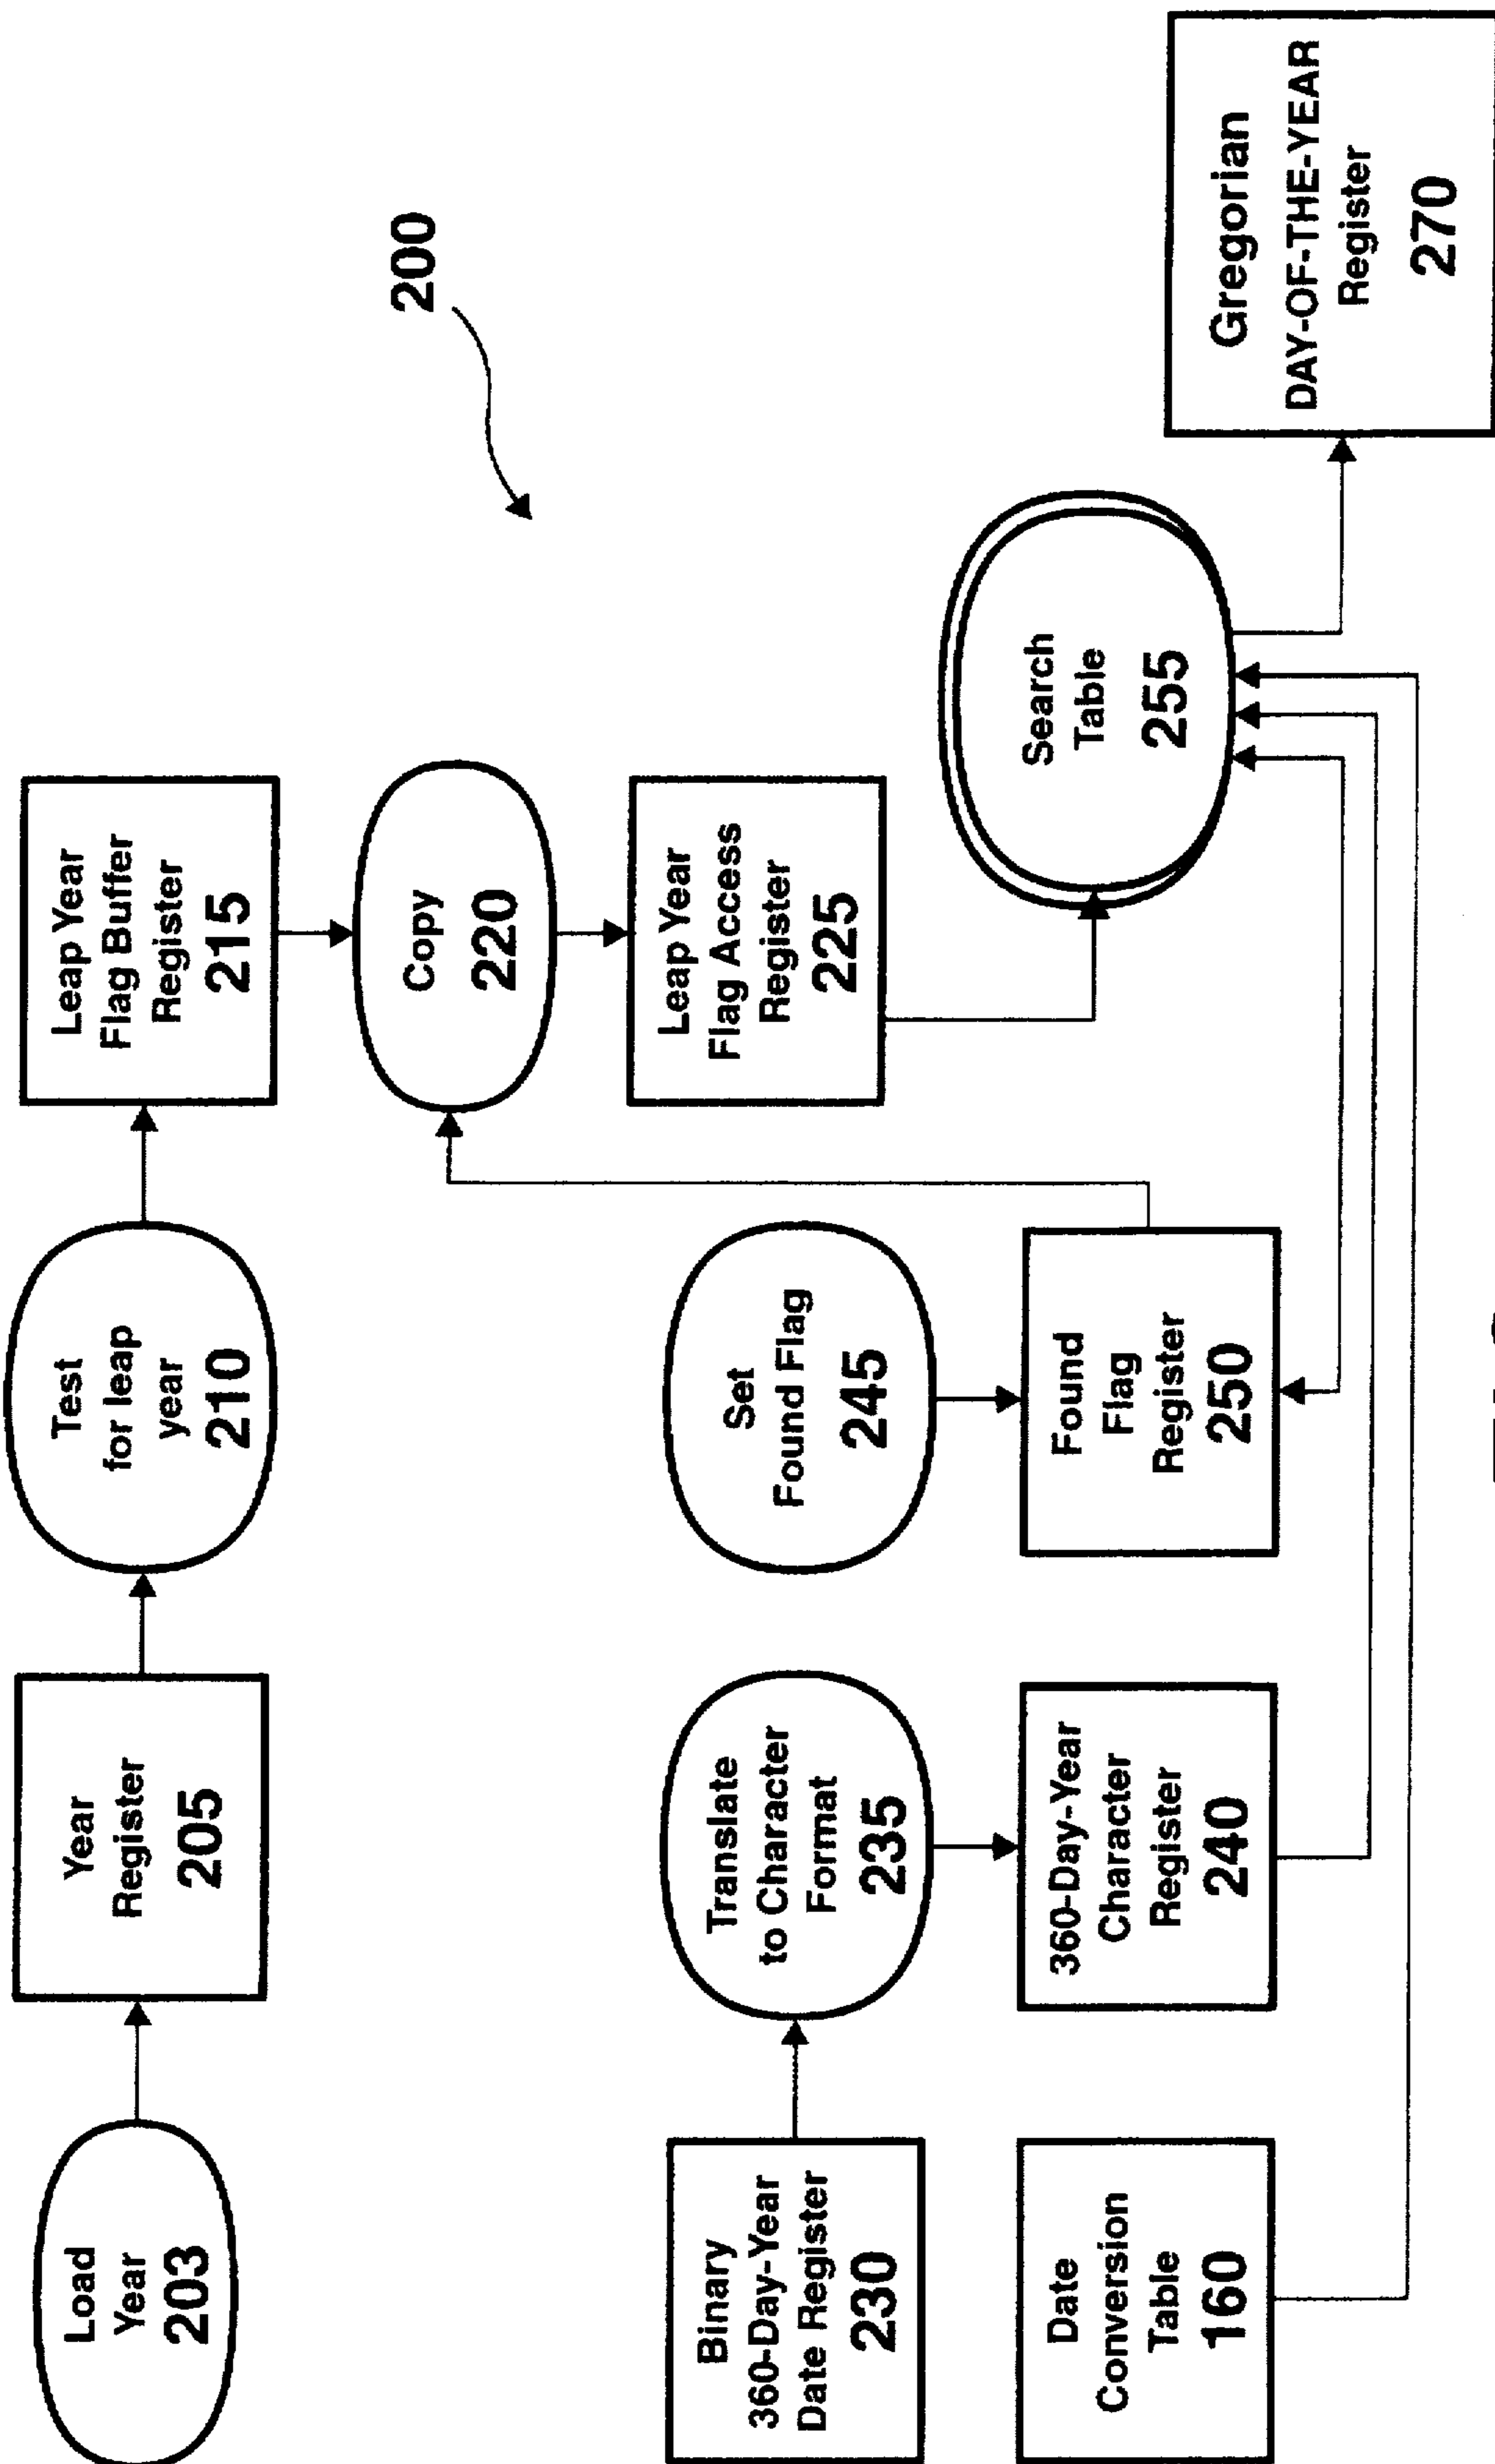 Load
Year
203
Year
Register
205
Test
for leap
year
210
Leap Year
Flag Buffer
Register
215
200
Copy
220
Binary
360-Day-Year
Date Register
230
Translate
to Character
Format
235
Set
Found Flag
245
Leap Year
Flag Access
Register
225
Date
Conversion
Table
160
360-Day-Year
Character
Register
240
Found
Flag
Register
250
Search
Table
255
Gregorian
DAY-OF-THE-YEAR
Register
270